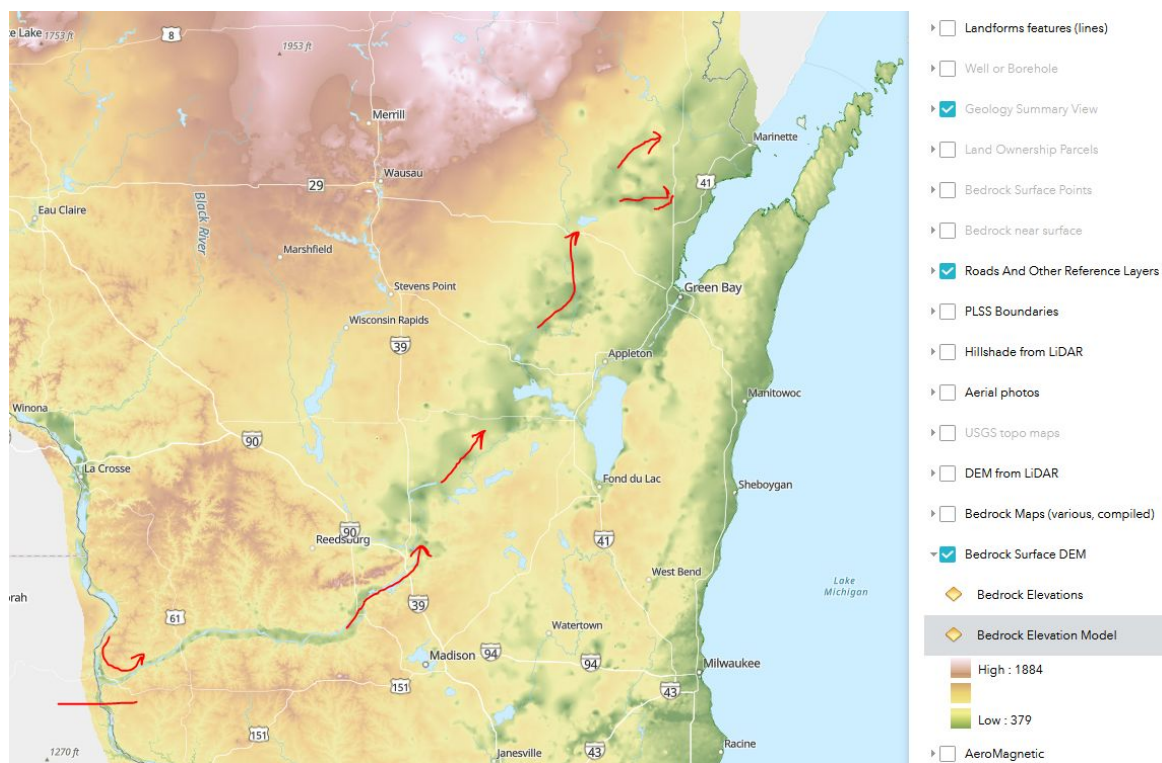 ke Lake 1753 ft
8
1953 ft
Merrill
Marinette
29
Wausau
41
Eau Claire
Black River
Marshfield
Stevens Point
Green Bay
Wisconsin Rapids
39
Appleton
Manitowoc
Winona
90
La Crosse
Fond du Lac
Sheboygan
90
Reedsburg
41
West Bend
Lake
Michigan
rah
61
39
Watertown
Madison
94
94
Milwaukee
151
43
151
Janesville
43
Racine
1270 ft
Landforms features (lines)
Well or Borehole
Geology Summary View
Land Ownership Parcels
Bedrock Surface Points
Bedrock near surface
Roads And Other Reference Layers
PLSS Boundaries
Hillshade from LiDAR
Aerial photos
USGS topo maps
DEM from LiDAR
Bedrock Maps (various, compiled)
Bedrock Surface DEM
Bedrock Elevations
Bedrock Elevation Model
High : 1884
Low : 379
AeroMagnetic